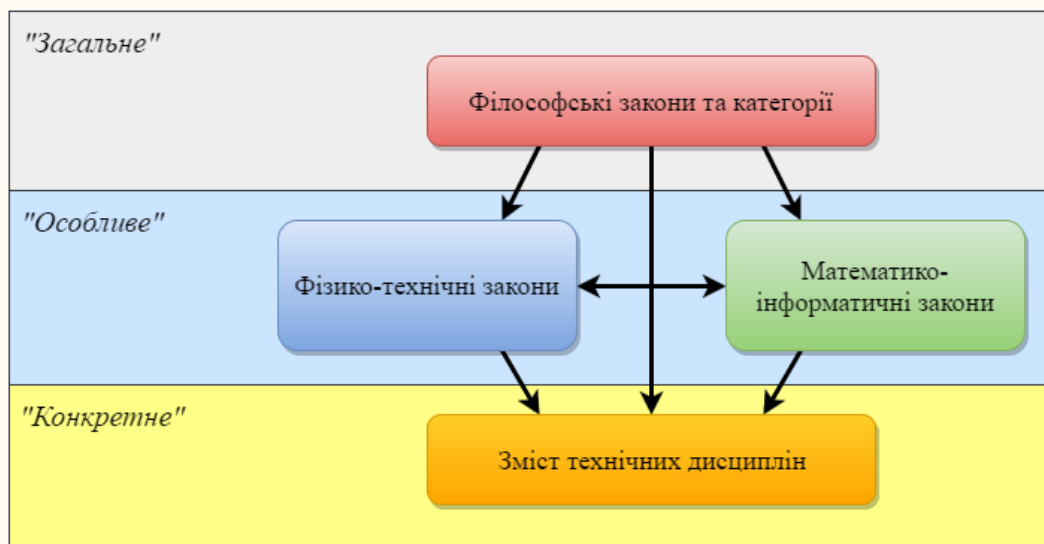 "Загальне"
Філософські закони та категорії
"Особливе"
Фізико-технічні закони
Математико-
інформатичні закони
"Конкретне"
Зміст технічних дисциплін